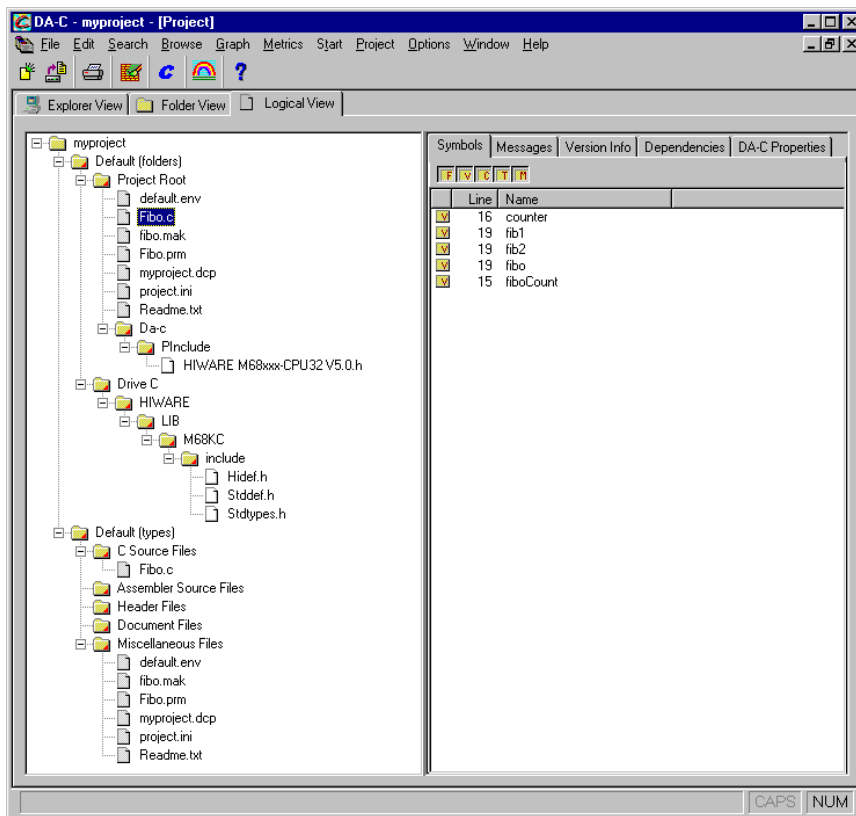 DA-C - myproject - [Project]
File Edit Search Browse Graph Metrics Start Project Options Window Help
Explorer View Folder View Logical View
myproject
Default (folders)
Project Root
default.env
Fibo.c
fibo.mak
Fibo.prm
myproject.dcp
project.ini
Readme.txt
Da-c
PInclude
HIWARE M68xxx-CPU32 V5.0.h
Drive C
HIWARE
LIB
M68KC
include
Hidef.h
Stddef.h
Stdtypes.h
Default (types)
C Source Files
Fibo.c
Assembler Source Files
Header Files
Document Files
Miscellaneous Files
default.env
fibo.mak
Fibo.prm
myproject.dcp
project.ini
Readme.txt
Symbols Messages Version Info Dependencies DA-C Properties
F V C T M
Line Name
V 16 counter
V 19 fib1
V 19 fib2
V 19 fibo
V 15 fiboCount
CAPS NUM